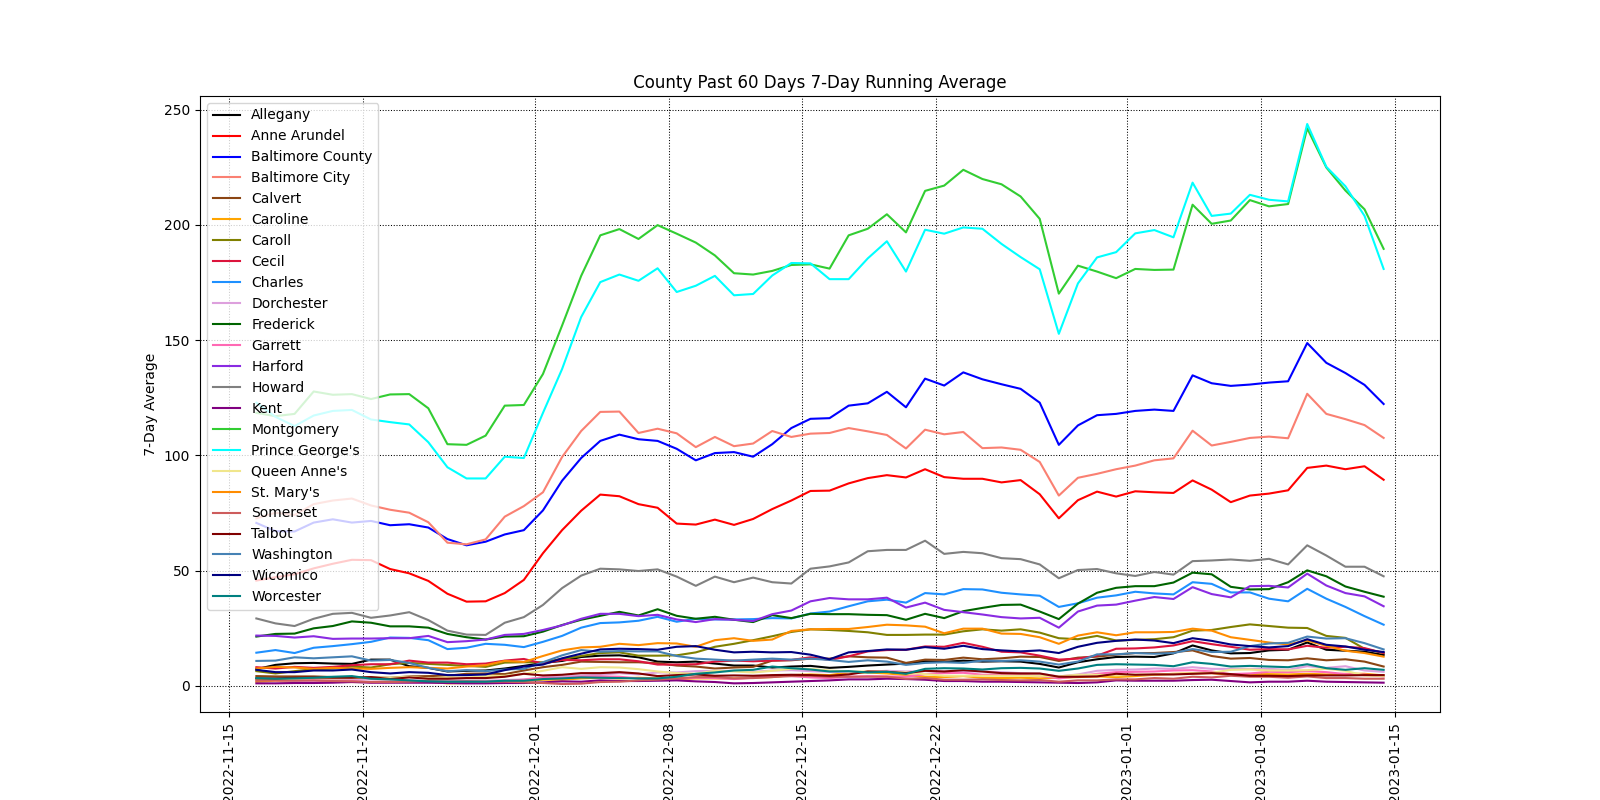 County Past 60 Days 7-Day Running Average
7-Day Average
250
200
150
100
50
0
Allegany
Anne Arundel
Baltimore County
Baltimore City
Calvert
Caroline
Caroll
Cecil
Charles
Dorchester
Frederick
Garrett
Harford
Howard
Kent
Montgomery
Prince George's
Queen Anne's
St. Mary's
Somerset
Talbot
Washington
Wicomico
Worcester
2022-11-15
2022-11-22
2022-12-01
2022-12-08
2022-12-15
2022-12-22
2023-01-01
2023-01-08
2023-01-15